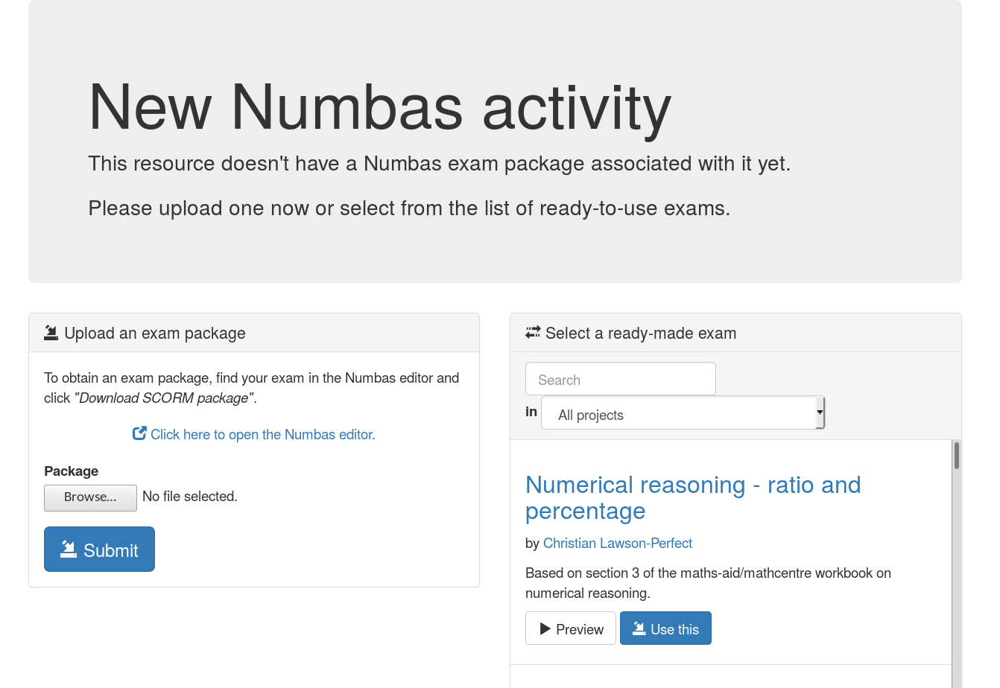 New Numbas activity
This resource doesn't have a Numbas exam package associated with it yet.
Please upload one now or select from the list of ready-to-use exams.
Upload an exam package
To obtain an exam package, find your exam in the Numbas editor and
click "Download SCORM package".
Click here to open the Numbas editor.
Package
Browse... No file selected.
Submit
Select a ready-made exam
Search
in All projects
Numerical reasoning - ratio and
percentage
by Christian Lawson-Perfect
Based on section 3 of the maths-aid/mathcentre workbook on
numerical reasoning.
Preview Use this